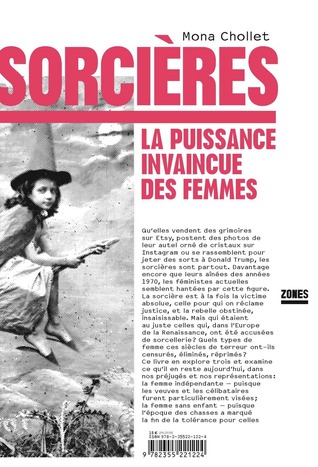 Mona Chollet
SORCIÈRES
LA PUISSANCE
INVAINCUE
DES FEMMES
Qu'elles vendent des grimoires
sur Etsy, postent des photos de
leur autel orné de cristaux sur
Instagram ou se rassemblent pour
jeter des sorts à Donald Trump, les
sorcières sont partout. Davantage
encore que leurs aînées des années
1970, les féministes actuelles
semblent hantées par cette figure.
La sorcière est à la fois la victime
absolue, celle pour qui on réclame
justice, et la rebelle obstinée,
insaisissable. Mais qui étaient
au juste celles qui, dans l'Europe
de la Renaissance, ont été accusées
de sorcellerie ? Quels types de
femme ces siècles de terreur ont-ils
censurés, éliminés, réprimés ?
Ce livre en explore trois et examine
ce qu'il en reste aujourd'hui, dans
nos préjugés et nos représentations :
la femme indépendante – puisque
les veuves et les célibataires
furent particulièrement visées ;
la femme sans enfant – puisque
l'époque des chasses a marqué
la fin de la tolérance pour celles
ZONES
18 €
ISBN 978-2-35522-122-4
9 782355 221224